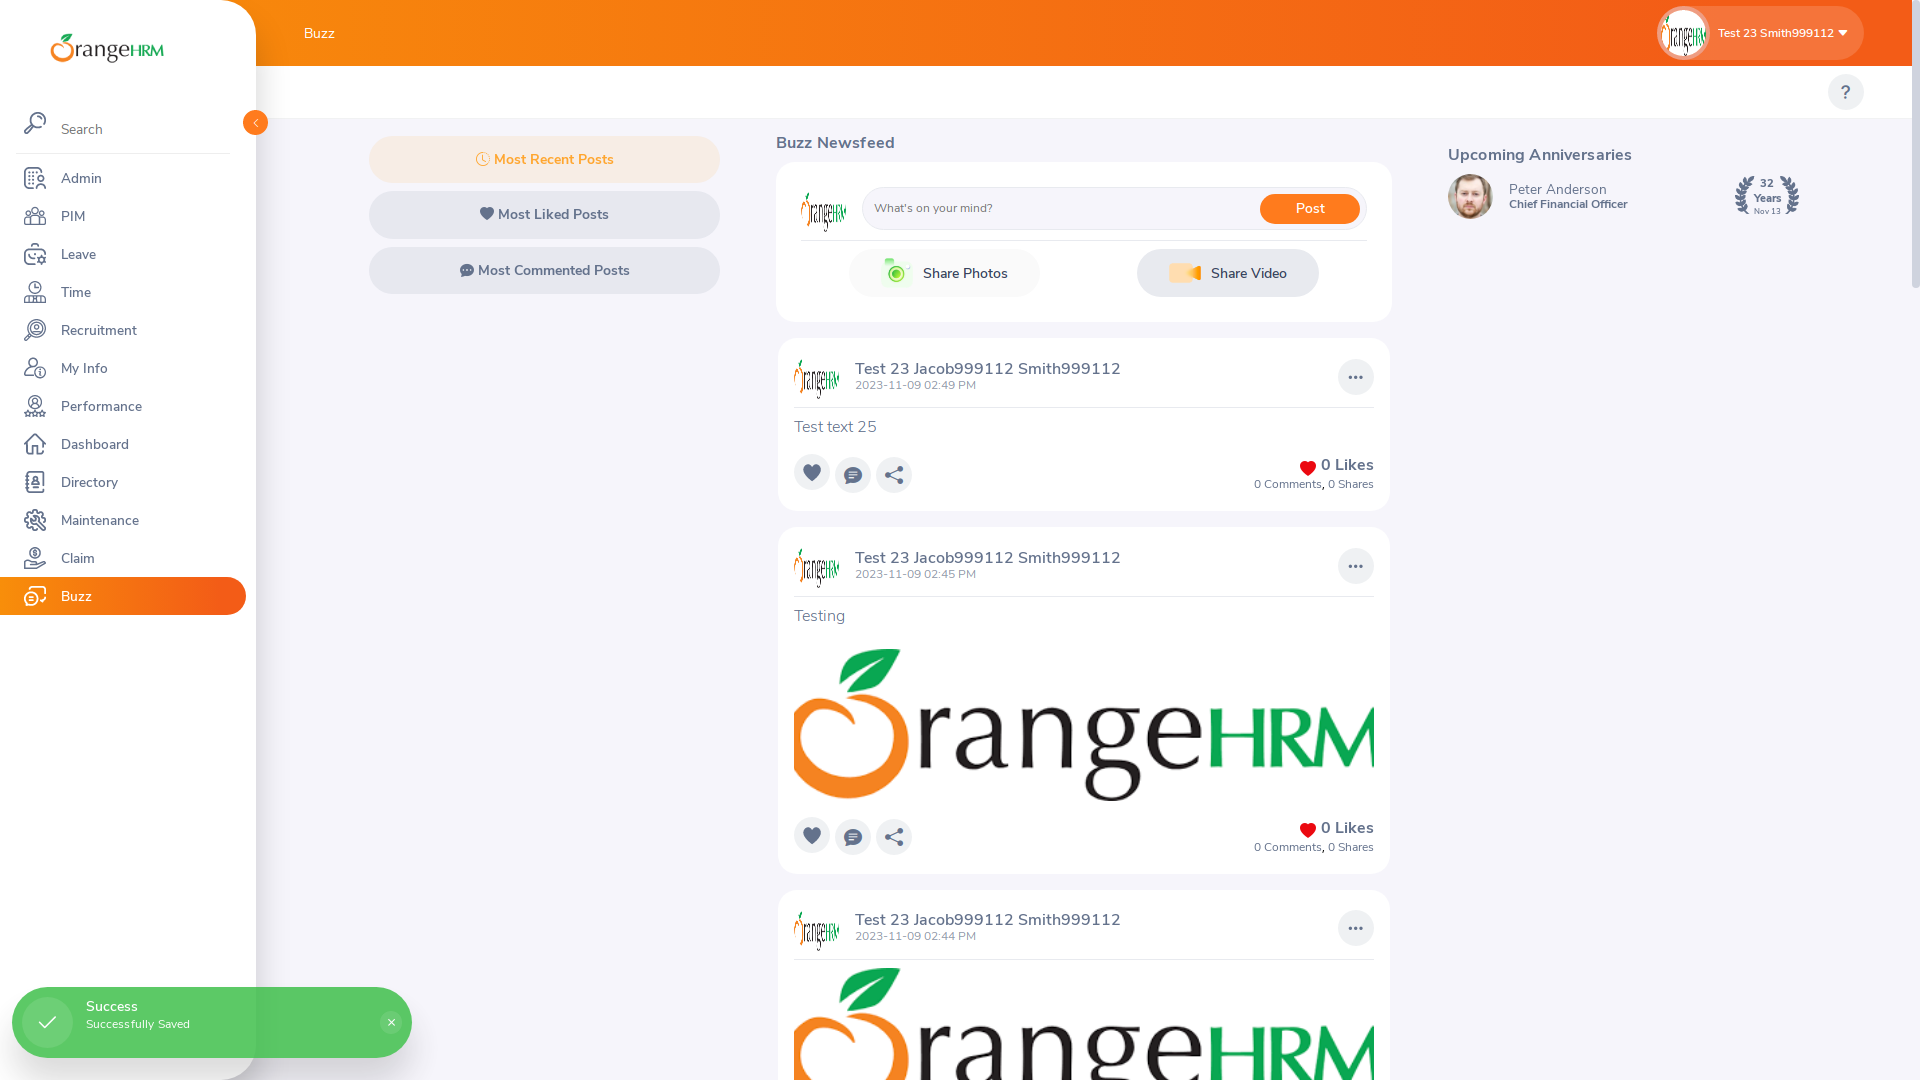 OrangeHRM
Search
Admin
PIM
Leave
Time
Recruitment
My Info
Performance
Dashboard
Directory
Maintenance
Claim
Buzz
Buzz
OrangeHRM
Test 23 Smith999112
?
Most Recent Posts
Most Liked Posts
Most Commented Posts
Buzz Newsfeed
OrangeHRM
What's on your mind?
Post
Share Photos
Share Video
OrangeHRM
Test 23 Jacob999112 Smith999112
2023-11-09 02:49 PM
Test text 25
0 Likes
0 Comments, 0 Shares
OrangeHRM
Test 23 Jacob999112 Smith999112
2023-11-09 02:45 PM
Testing
OrangeHRM
0 Likes
0 Comments, 0 Shares
OrangeHRM
Test 23 Jacob999112 Smith999112
2023-11-09 02:44 PM
OrangeHRM
Upcoming Anniversaries
Peter Anderson
Chief Financial Officer
32
Years
Nov 13
Success
Successfully Saved